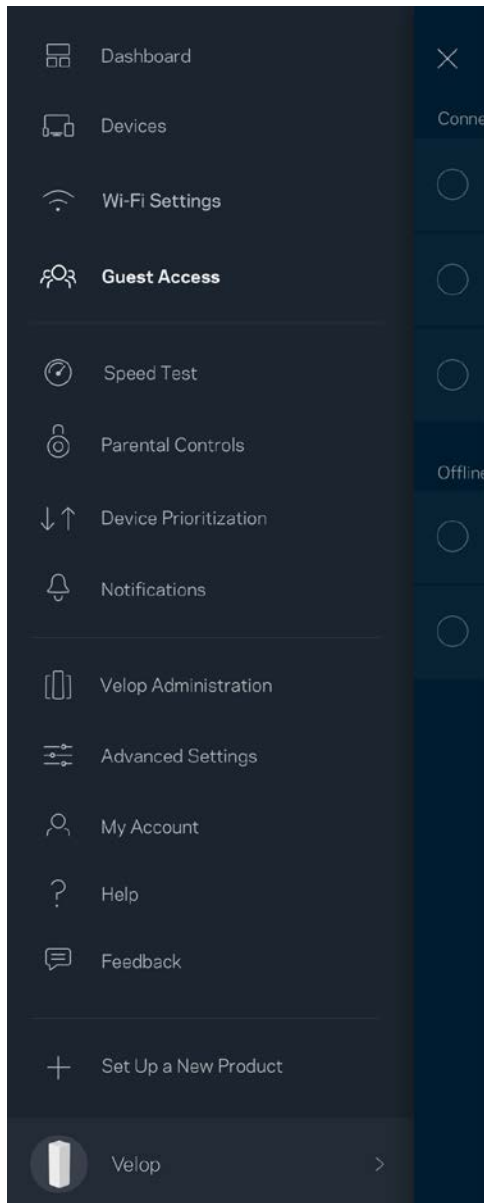 Dashboard
Devices
Wi-Fi Settings
Guest Access
Speed Test
Parental Controls
Device Prioritization
Notifications
Velop Administration
Advanced Settings
My Account
Help
Feedback
Set Up a New Product
Velop
Conne
Offline